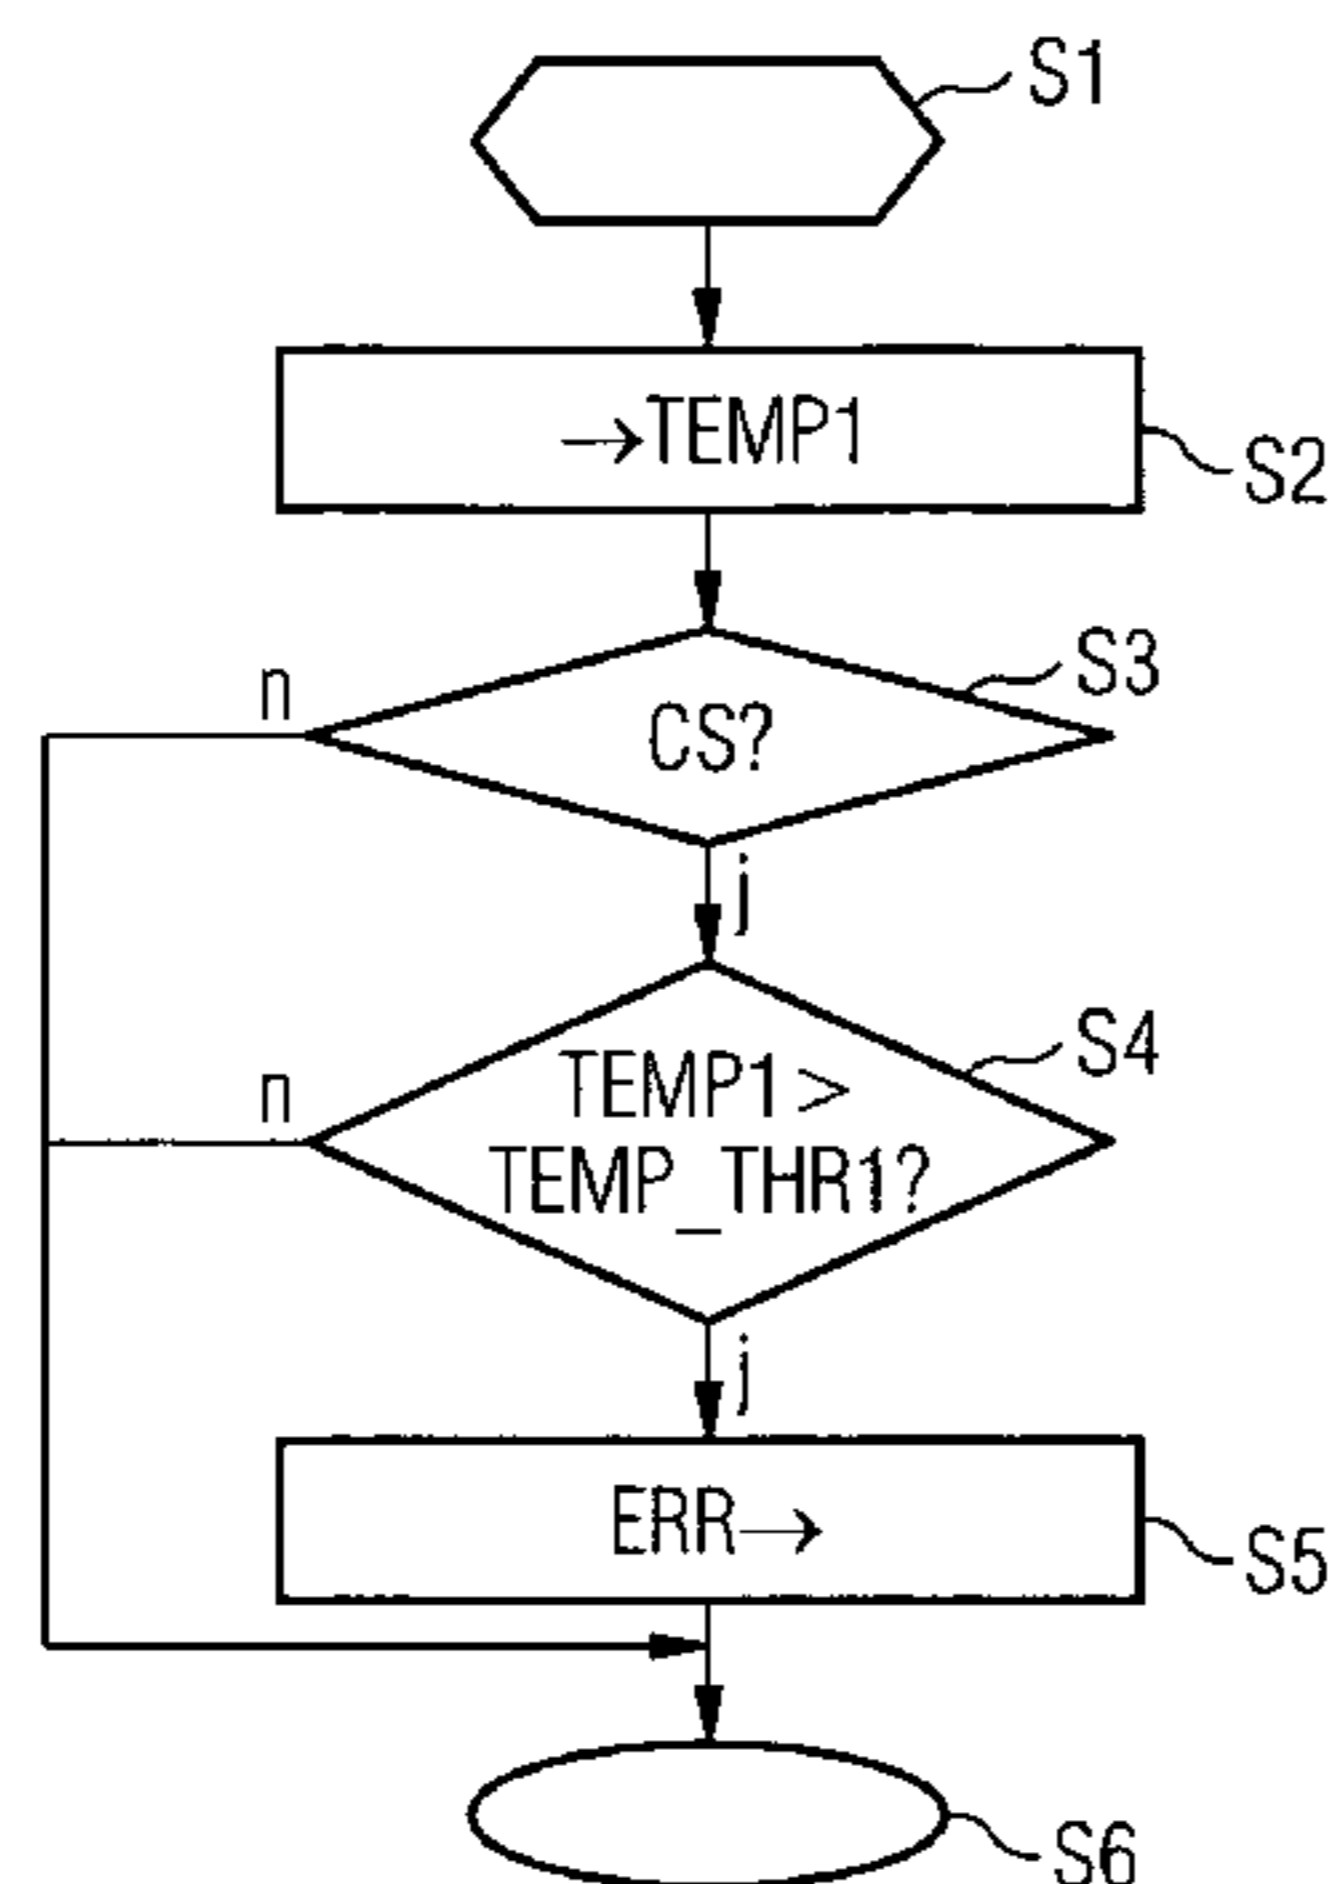 S1
→TEMP1
S2
n
S3
CS?
j
S4
n
TEMP1 >
TEMP_THR1?
j
ERR→
S5
S6